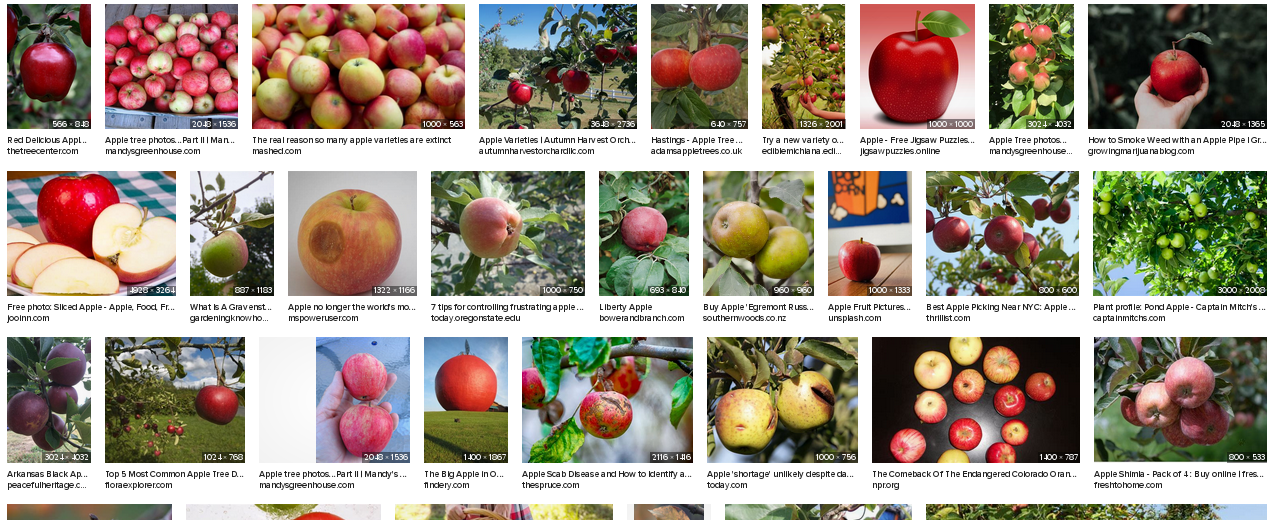 566 × 848
2048 × 1536
1000 × 563
3648 × 2736
640 × 757
1326 × 2001
1000 × 1000
3024 × 4032
2048 × 1365
Red Delicious Appl...
thetreecenter.com
Apple tree photos...Part II | Man...
mandysgreenhouse.com
The real reason so many apple varieties are extinct
mashed.com
Apple Varieties | Autumn Harvest Orch...
autumnharvestorchardllc.com
Hastings - Apple Tree ...
adamsappletrees.co.uk
Try a new variety o...
ediblemichiana.edi...
Apple - Free Jigsaw Puzzles...
jigsawpuzzles.online
Apple Tree photos...
mandysgreenhouse...
How to Smoke Weed with an Apple Pipe | Gr...
growingmarijuanablog.com
4928 × 3264
887 × 1183
1322 × 1166
1000 × 750
693 × 840
960 × 960
1000 × 1333
800 × 600
3000 × 2008
Free photo: Sliced Apple - Apple, Food, Fr...
jooinn.com
What Is A Gravenst...
gardeningknowho...
Apple no longer the world's mo...
mspoweruser.com
7 tips for controlling frustrating apple ...
today.oregonstate.edu
Liberty Apple
bowerandbranch.com
Buy Apple 'Egremont Russ...
southernwoods.co.nz
Apple Fruit Pictures...
unsplash.com
Best Apple Picking Near NYC: Apple ...
thrillist.com
Plant profile: Pond Apple - Captain Mitch's ...
captainmitchs.com
3024 × 4032
1024 × 768
2048 × 1536
1400 × 1867
2116 × 1416
1000 × 756
1400 × 787
800 × 533
Arkansas Black Ap...
peacefulheritage.c...
Top 5 Most Common Apple Tree D...
floraexplorer.com
Apple tree photos...Part II | Mandy's ...
mandysgreenhouse.com
The Big Apple in O...
findery.com
Apple Scab Disease and How to Identify a...
thespruce.com
Apple 'shortage' unlikely despite da...
today.com
The Comeback Of The Endangered Colorado Oran...
npr.org
Apple Shimla - Pack of 4 : Buy online | fres...
freshtohome.com